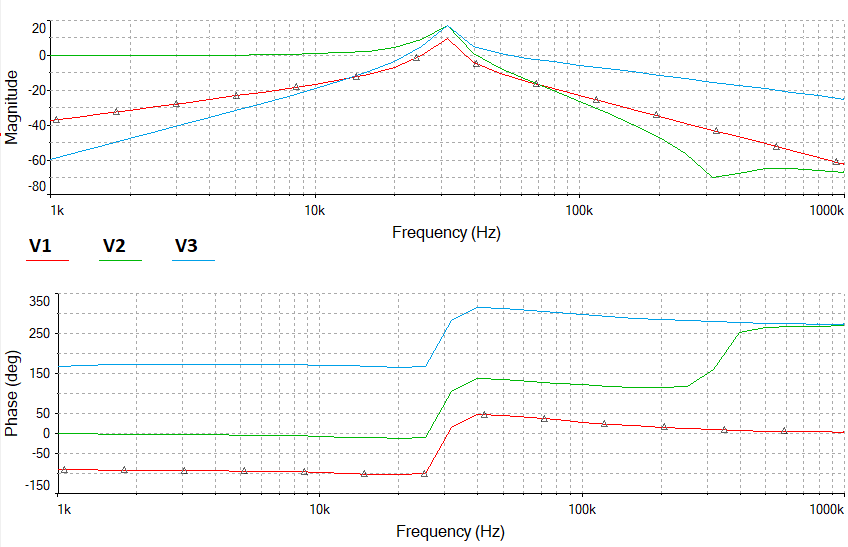 Magnitude
20
0
-20
-40
-60
-80
1k 10k 100k 1000k
Frequency (Hz)
V1 V2 V3
Phase (deg)
350
250
150
50
0
-50
-150
1k 10k 100k 1000k
Frequency (Hz)